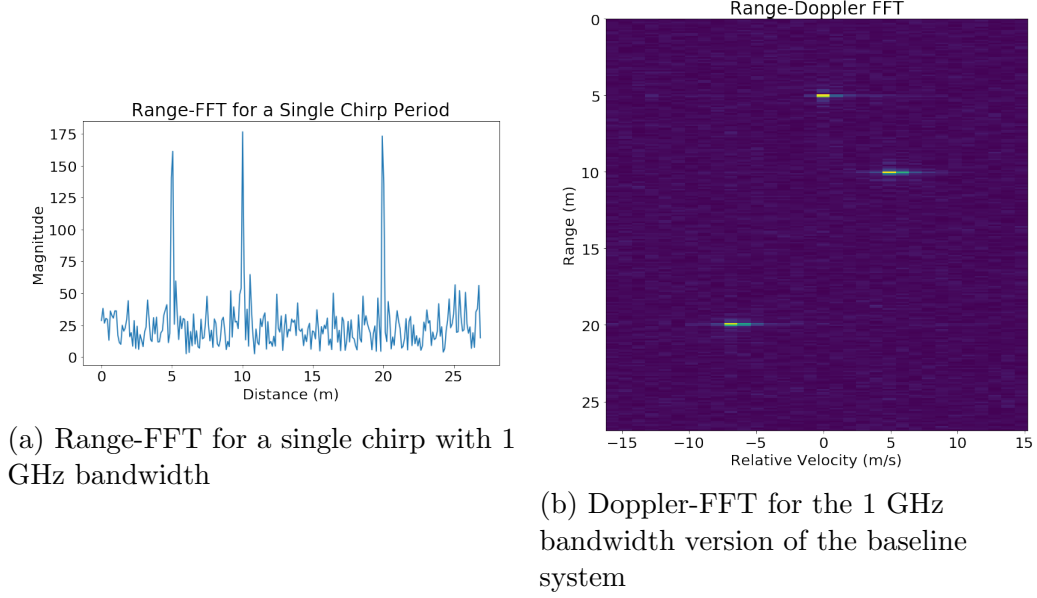 Range-FFT for a Single Chirp Period
175
150
125
100
75
50
25
0
Magnitude
0 5 10 15 20 25
Distance (m)
(a) Range-FFT for a single chirp with 1
GHz bandwidth
Range-Doppler FFT
0
5
10
15
20
25
Range (m)
−15 −10 −5 0 5 10 15
Relative Velocity (m/s)
(b) Doppler-FFT for the 1 GHz
bandwidth version of the baseline
system